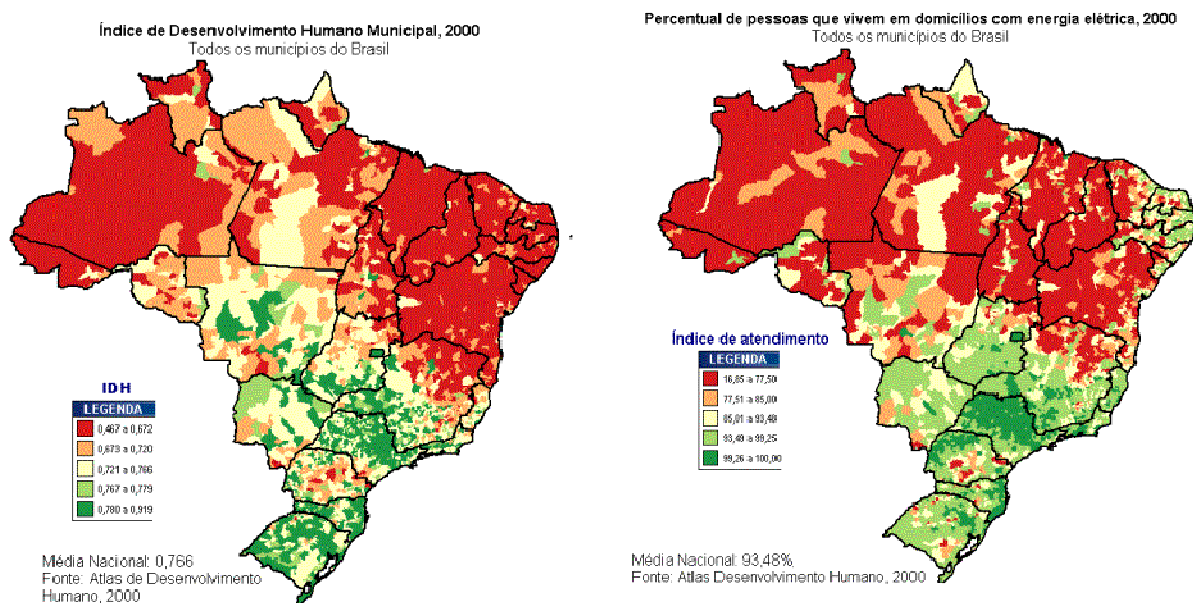 Índice de Desenvolvimento Humano Municipal, 2000
Todos os municípios do Brasil
IDH
LEGENDA
0,467 a 0,672
0,673 a 0,720
0,721 a 0,766
0,767 a 0,779
0,780 a 0,919
Média Nacional: 0,766
Fonte: Atlas de Desenvolvimento
Humano, 2000
Percentual de pessoas que vivem em domicílios com energia elétrica, 2000
Todos os municípios do Brasil
Índice de atendimento
LEGENDA
16,85 a 77,50
77,51 a 85,00
85,01 a 93,48
93,49 a 99,25
99,26 a 100,00
Média Nacional: 93,48%
Fonte: Atlas Desenvolvimento Humano, 2000